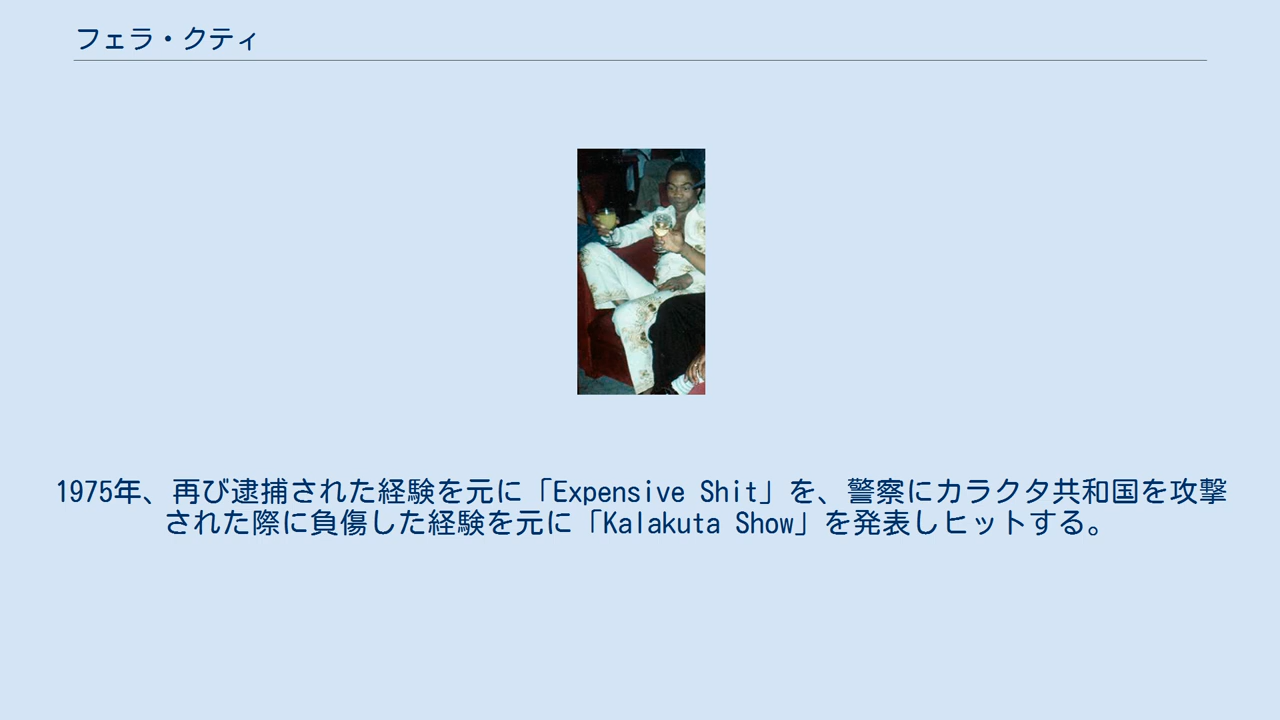 フェラ・クティ
1975年、再び逮捕された経験を元に「Expensive Shit」を、警察にカラクタ共和国を攻撃
された際に負傷した経験を元に「Kalakuta Show」を発表しヒットする。